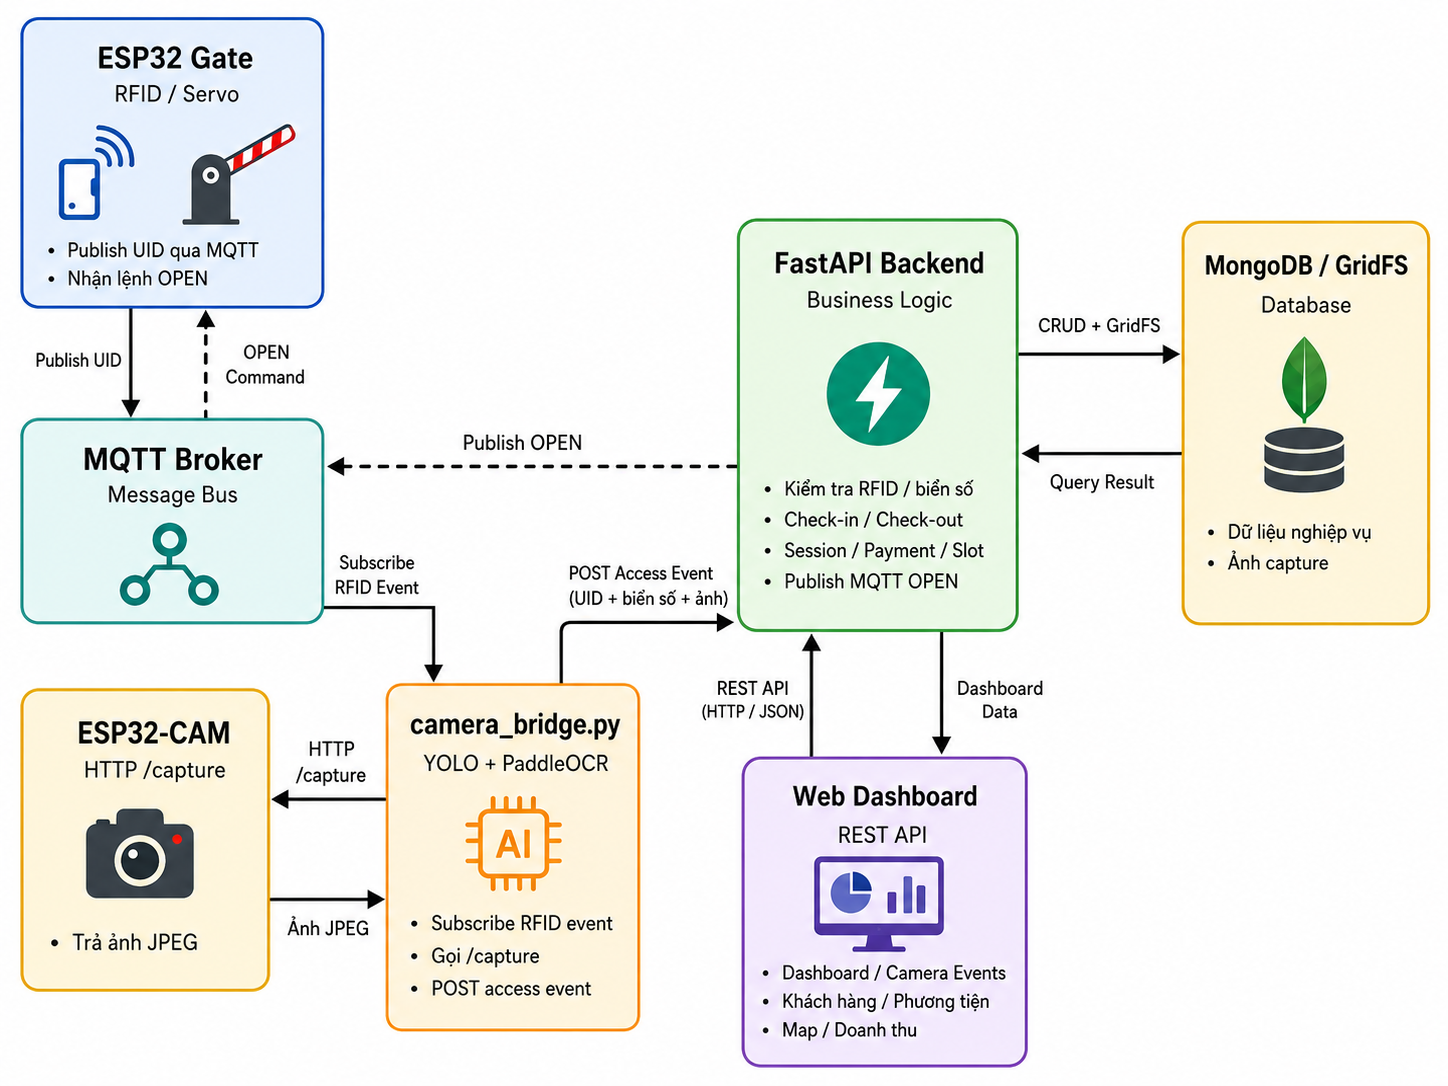 ESP32 Gate
RFID / Servo
• Publish UID qua MQTT
• Nhận lệnh OPEN
Publish UID
OPEN
Command
MQTT Broker
Message Bus
Subscribe
RFID Event
Publish OPEN
ESP32-CAM
HTTP /capture
• Trả ảnh JPEG
HTTP
/capture
Ảnh JPEG
camera_bridge.py
YOLO + PaddleOCR
AI
• Subscribe RFID event
• Gọi /capture
• POST access event
POST Access Event
(UID + biển số + ảnh)
FastAPI Backend
Business Logic
• Kiểm tra RFID / biển số
• Check-in / Check-out
• Session / Payment / Slot
• Publish MQTT OPEN
CRUD + GridFS
Query Result
MongoDB / GridFS
Database
• Dữ liệu nghiệp vụ
• Ảnh capture
REST API
(HTTP / JSON)
Dashboard
Data
Web Dashboard
REST API
• Dashboard / Camera Events
• Khách hàng / Phương tiện
• Map / Doanh thu